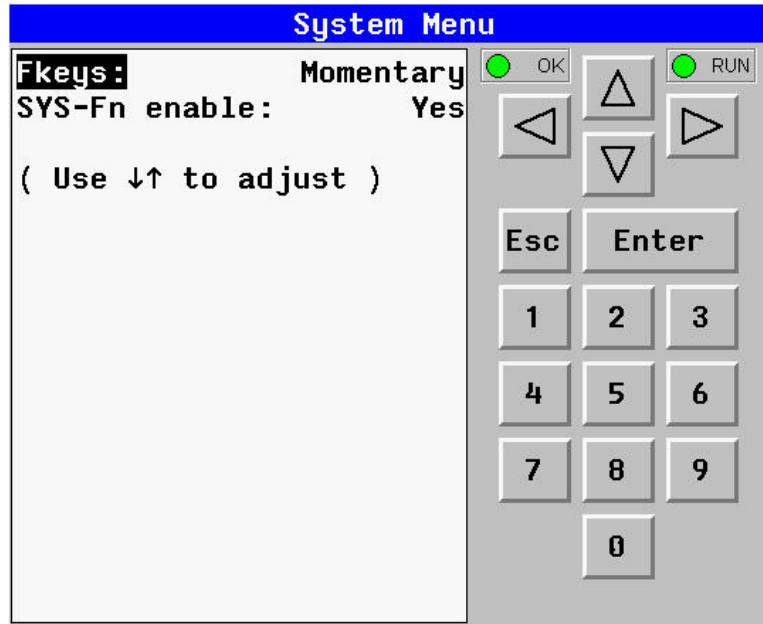 System Menu
Fkeys: Momentary
SYS-Fn enable: Yes
( Use ↓↑ to adjust )
OK
RUN
Esc
Enter
1 2 3
4 5 6
7 8 9
0